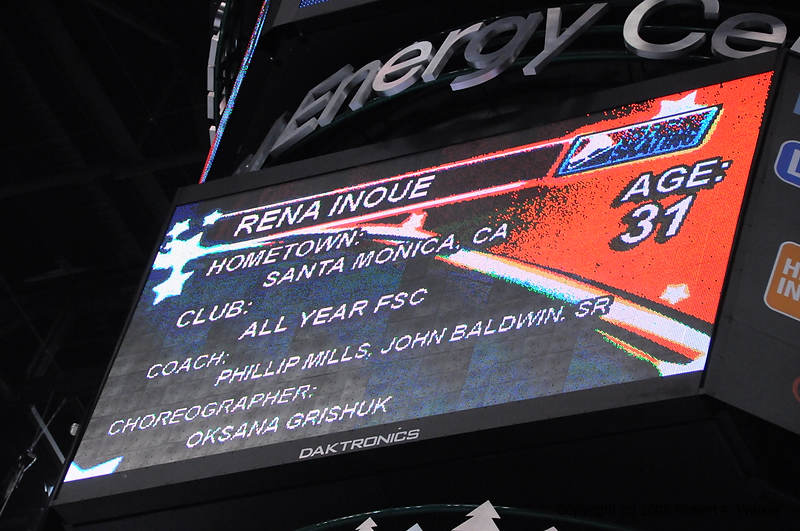 Energy Ce
RENA INOUE
AGE:
31
HOMETOWN:
SANTA MONICA, CA
CLUB:
ALL YEAR FSC
COACH:
PHILLIP MILLS, JOHN BALDWIN, SR
CHOREOGRAPHER:
OKSANA GRISHUK
DAKTRONICS